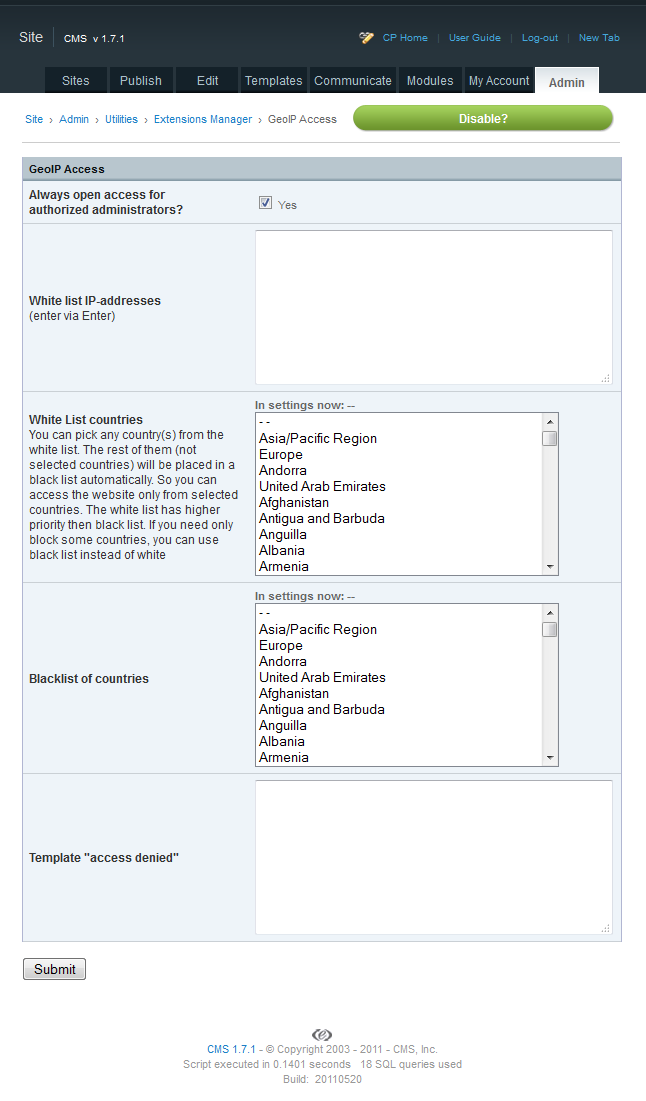 Site CMS v 1.7.1 CP Home | User Guide | Log-out | New Tab
Sites Publish Edit Templates Communicate Modules My Account Admin
Site › Admin › Utilities › Extensions Manager › GeoIP Access Disable?
GeoIP Access
Always open access for
authorized administrators?
Yes
White list IP-addresses
(enter via Enter)
In settings now: --
White List countries
You can pick any country(s) from the
white list. The rest of them (not
selected countries) will be placed in a
black list automatically. So you can
access the website only from selected
countries. The white list has higher
priority then black list. If you need only
block some countries, you can use
black list instead of white
- -
Asia/Pacific Region
Europe
Andorra
United Arab Emirates
Afghanistan
Antigua and Barbuda
Anguilla
Albania
Armenia
In settings now: --
Blacklist of countries
- -
Asia/Pacific Region
Europe
Andorra
United Arab Emirates
Afghanistan
Antigua and Barbuda
Anguilla
Albania
Armenia
Template "access denied"
Submit
CMS 1.7.1 - © Copyright 2003 - 2011 - CMS, Inc.
Script executed in 0.1401 seconds 18 SQL queries used
Build: 20110520